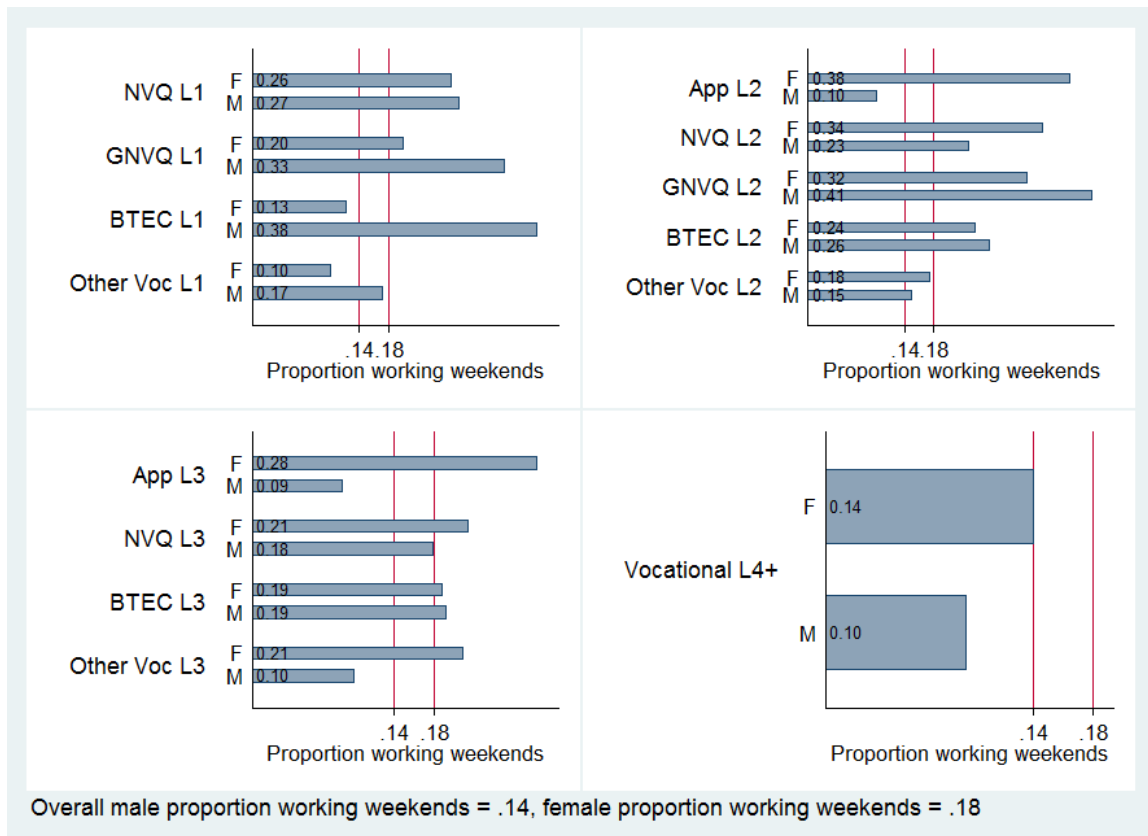 NVQ L1
F 0.26
M 0.27
GNVQ L1
F 0.20
M 0.33
BTEC L1
F 0.13
M 0.38
Other Voc L1
F 0.10
M 0.17
.14 .18
Proportion working weekends
App L2
F 0.38
M 0.10
NVQ L2
F 0.34
M 0.23
GNVQ L2
F 0.32
M 0.41
BTEC L2
F 0.24
M 0.26
Other Voc L2
F 0.18
M 0.15
.14 .18
Proportion working weekends
App L3
F 0.28
M 0.09
NVQ L3
F 0.21
M 0.18
BTEC L3
F 0.19
M 0.19
Other Voc L3
F 0.21
M 0.10
.14 .18
Proportion working weekends
Vocational L4+
F 0.14
M 0.10
.14 .18
Proportion working weekends
Overall male proportion working weekends = .14, female proportion working weekends = .18